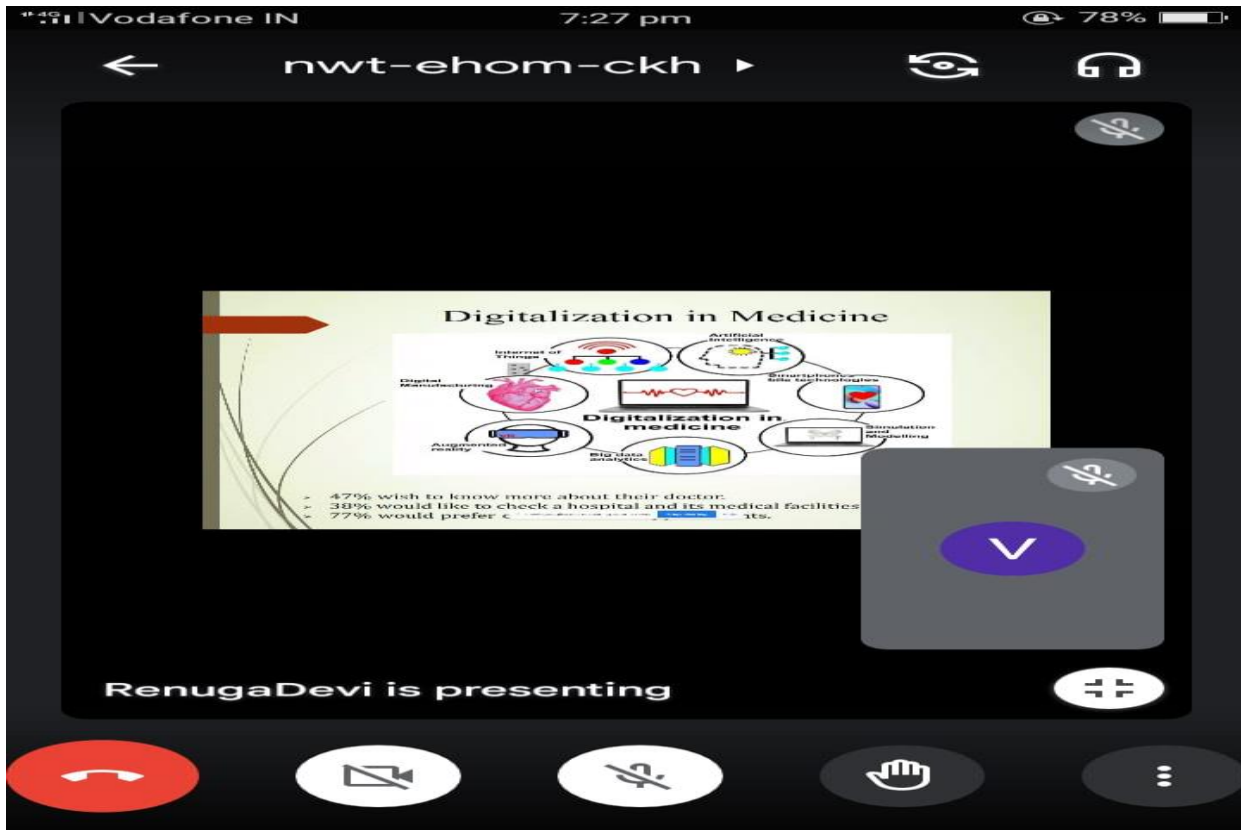 4G Vodafone IN 7:27 pm 78%
nwt-ehom-ckh
Digitalization in Medicine
Artificial
Intelligence
Internet of
Things
technologies
Digital
Manufacturing
Digitalization in
medicine
Simulation
and
Modelling
Augmented
reality
Big data
analytics
➢ 47% wish to know more about their doctor.
➢ 38% would like to check a hospital and its medical facilities
➢ 77% would prefer
V
RenugaDevi is presenting